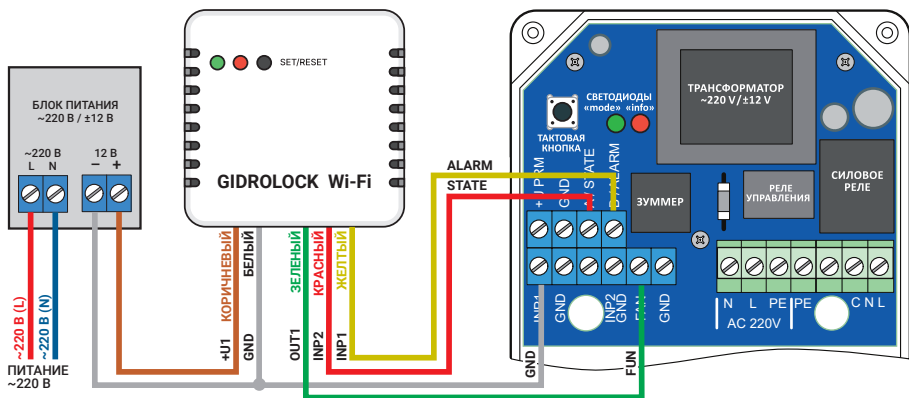 БЛОК ПИТАНИЯ
~220 В / ±12 В
~220 В
L N
12 В
− +
~220 В (L)
~220 В (N)
ПИТАНИЕ
~220 В
SET/RESET
GIDROLOCK Wi-Fi
КОРИЧНЕВЫЙ
БЕЛЫЙ
ЗЕЛЕНЫЙ
КРАСНЫЙ
ЖЕЛТЫЙ
+U1
GND
OUT1
INP2
INP1
ALARM
STATE
GND
FUN
ТРАНСФОРМАТОР
~220 V/±12 V
СВЕТОДИОДЫ
«mode» «info»
ТАКТОВАЯ
КНОПКА
+U PRM
GND
A / STATE
B / ALARM
ЗУММЕР
РЕЛЕ
УПРАВЛЕНИЯ
СИЛОВОЕ
РЕЛЕ
INP1
GND
INP2
GND
FAN
GND
N L PE PE C N L
AC 220V